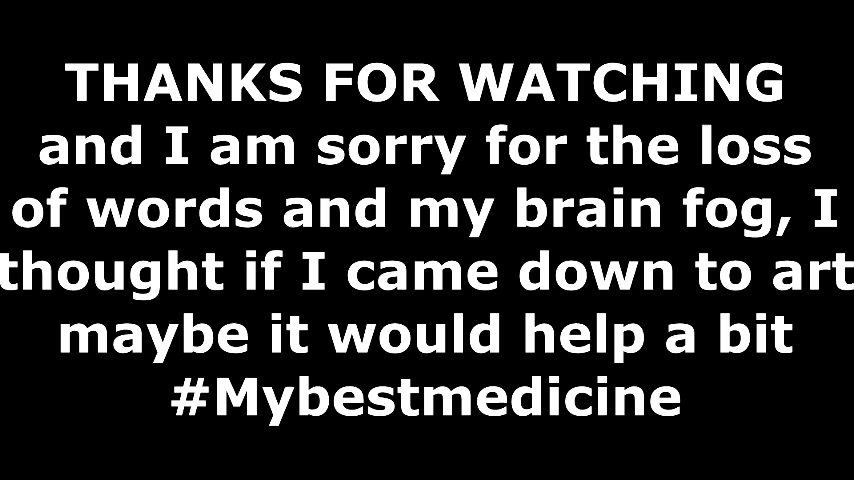 THANKS FOR WATCHING
and I am sorry for the loss
of words and my brain fog, I
thought if I came down to art
maybe it would help a bit
#Mybestmedicine